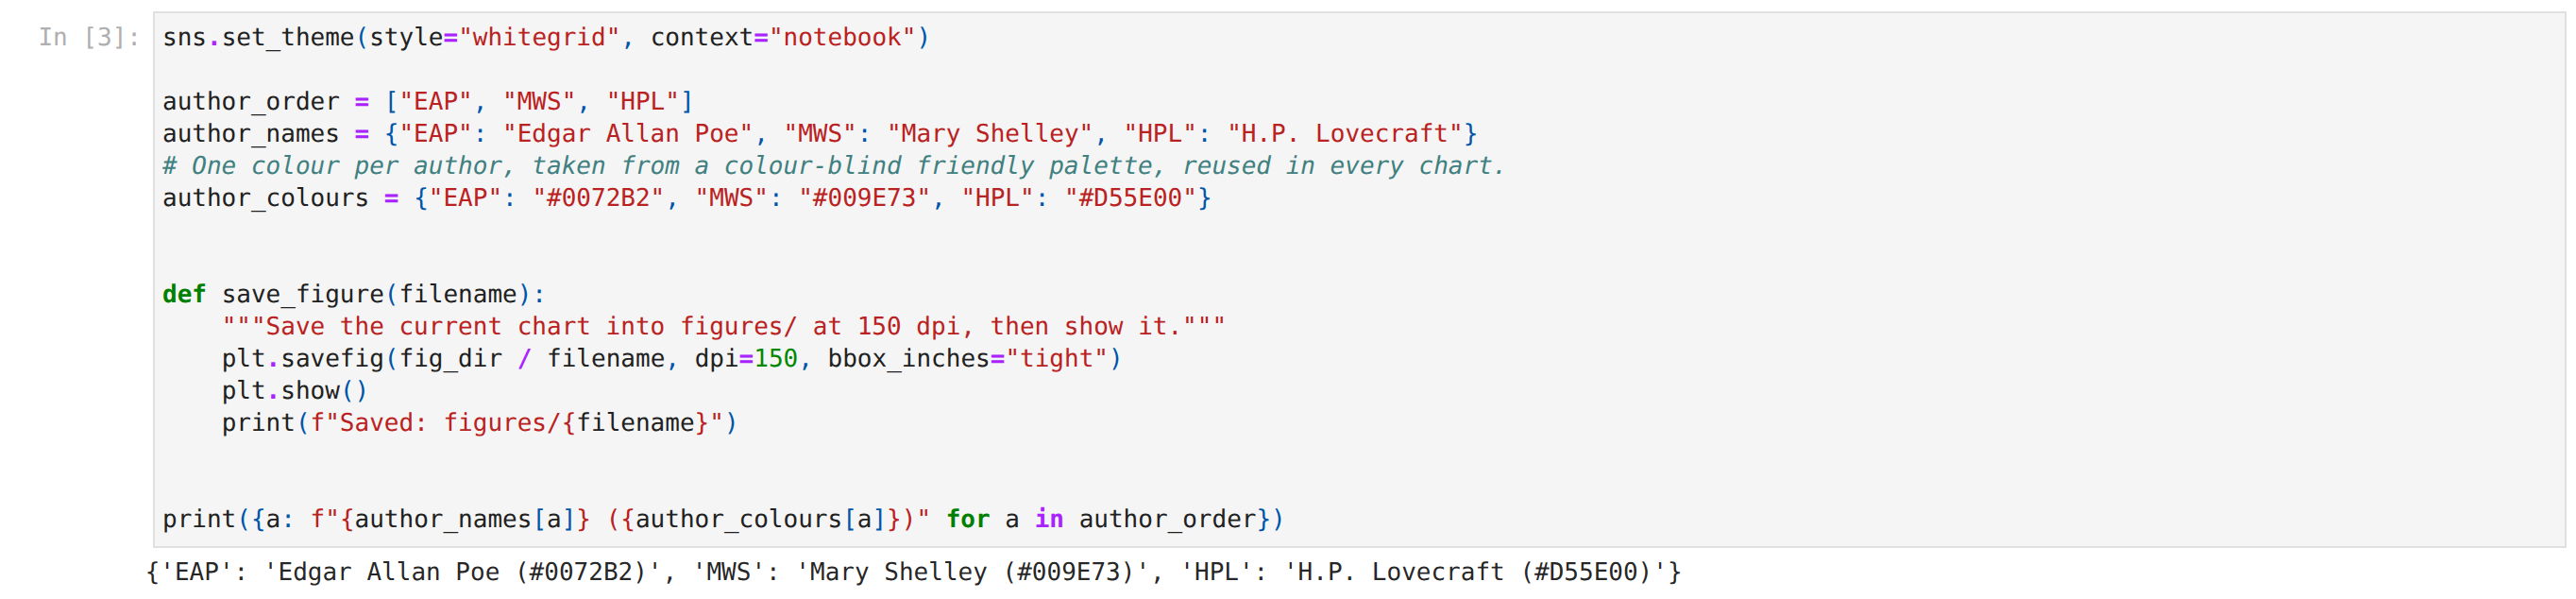 In [3]: sns.set_theme(style="whitegrid", context="notebook")

author_order = ["EAP", "MWS", "HPL"]
author_names = {"EAP": "Edgar Allan Poe", "MWS": "Mary Shelley", "HPL": "H.P. Lovecraft"}
# One colour per author, taken from a colour-blind friendly palette, reused in every chart.
author_colours = {"EAP": "#0072B2", "MWS": "#009E73", "HPL": "#D55E00"}


def save_figure(filename):
    """Save the current chart into figures/ at 150 dpi, then show it."""
    plt.savefig(fig_dir / filename, dpi=150, bbox_inches="tight")
    plt.show()
    print(f"Saved: figures/{filename}")


print({a: f"{author_names[a]} ({author_colours[a]})" for a in author_order})
{'EAP': 'Edgar Allan Poe (#0072B2)', 'MWS': 'Mary Shelley (#009E73)', 'HPL': 'H.P. Lovecraft (#D55E00)'}